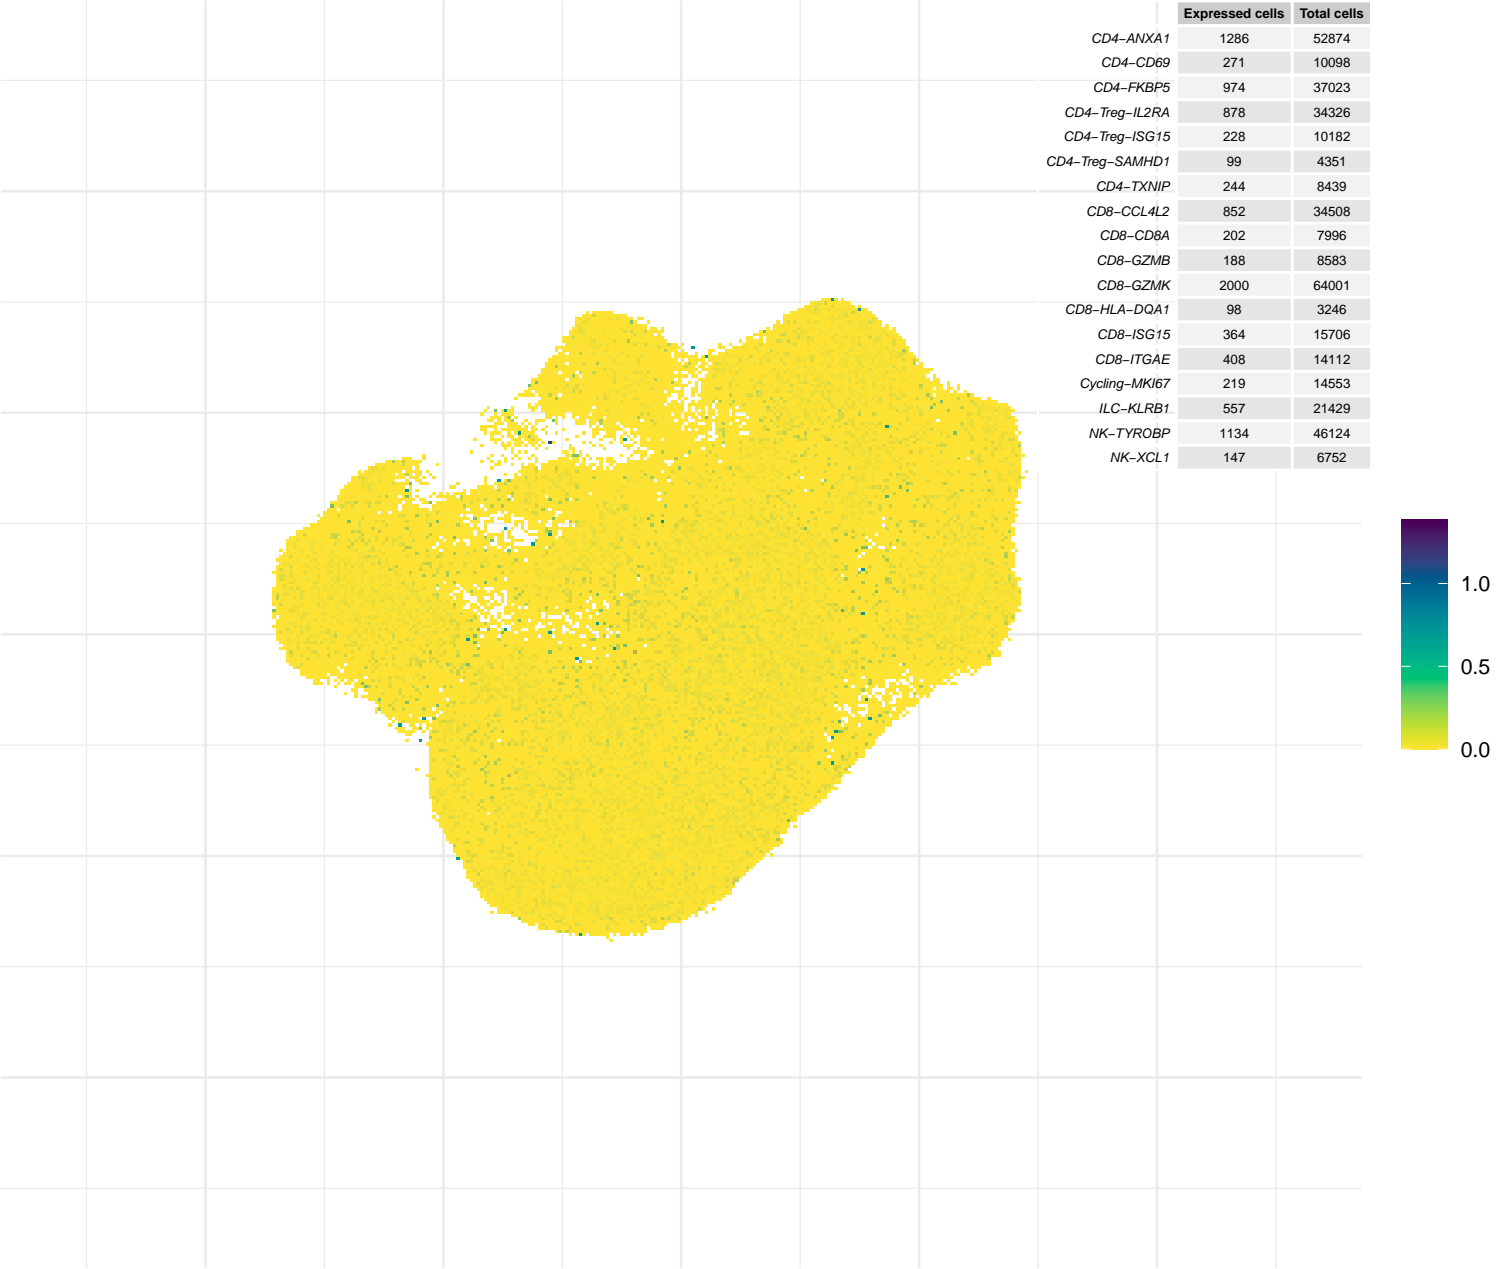 Expressed cells Total cells
CD4−ANXA1 1286 52874
CD4−CD69 271 10098
CD4−FKBP5 974 37023
CD4−Treg−IL2RA 878 34326
CD4−Treg−ISG15 228 10182
CD4−Treg−SAMHD1 99 4351
CD4−TXNIP 244 8439
CD8−CCL4L2 852 34508
CD8−CD8A 202 7996
CD8−GZMB 188 8583
CD8−GZMK 2000 64001
CD8−HLA−DQA1 98 3246
CD8−ISG15 364 15706
CD8−ITGAE 408 14112
Cycling−MKI67 219 14553
ILC−KLRB1 557 21429
NK−TYROBP 1134 46124
NK−XCL1 147 6752
1.0
0.5
0.0